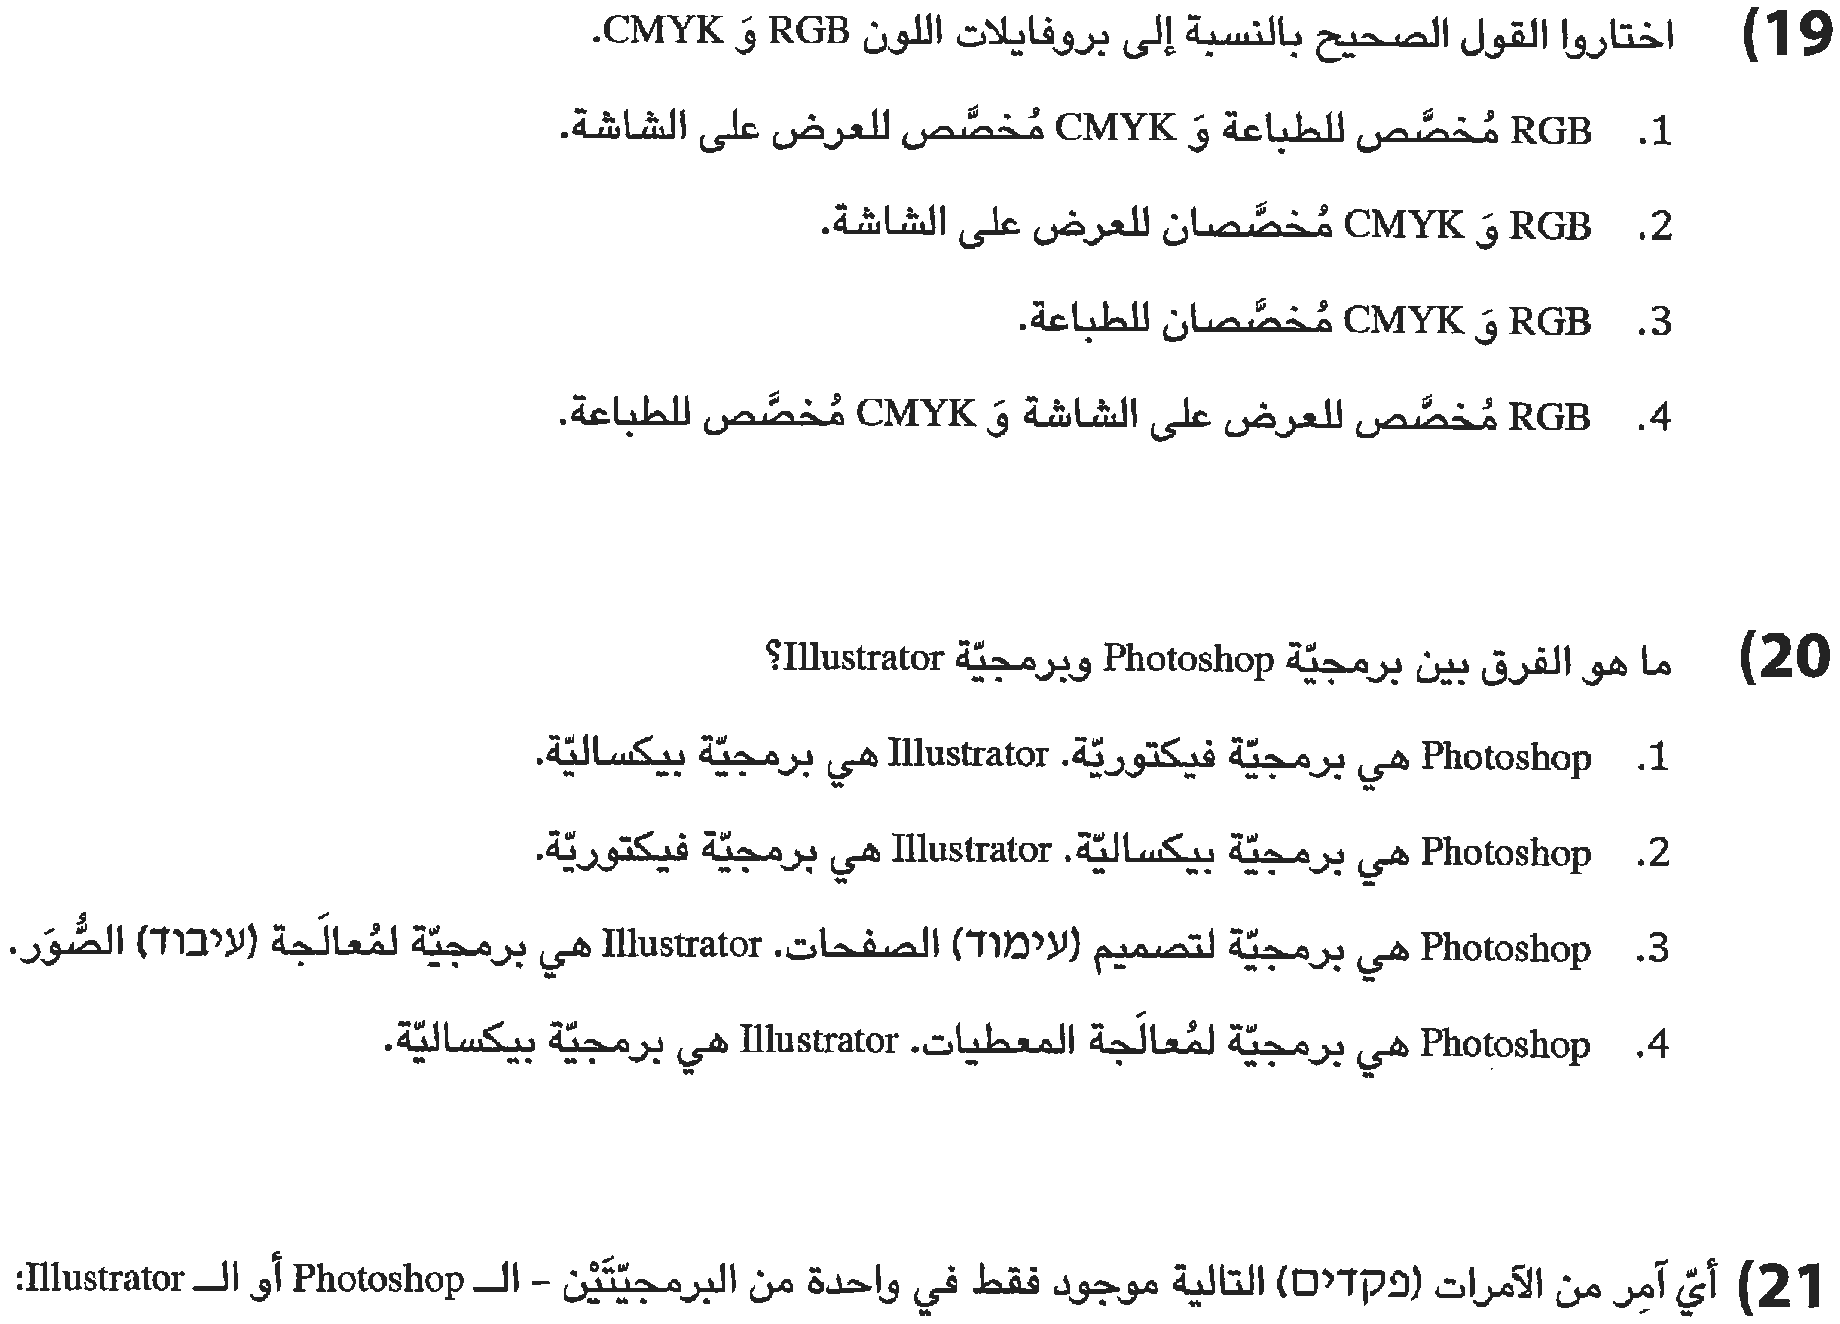 (19 اختاروا القول الصحيح بالنسبة إلى بروفايلات اللون RGB وَ CMYK.
1. RGB مُخصَّص للطباعة وَ CMYK مُخصَّص للعرض على الشاشة.
2. RGB وَ CMYK مُخصَّصان للعرض على الشاشة.
3. RGB وَ CMYK مُخصَّصان للطباعة.
4. RGB مُخصَّص للعرض على الشاشة وَ CMYK مُخصَّص للطباعة.
(20 ما هو الفرق بين برمجيّة Photoshop وبرمجيّة Illustrator؟
1. Photoshop هي برمجيّة ڤيكتوريّة. Illustrator هي برمجيّة بيكساليّة.
2. Photoshop هي برمجيّة بيكساليّة. Illustrator هي برمجيّة ڤيكتوريّة.
3. Photoshop هي برمجيّة لتصميم (עימוד) الصفحات. Illustrator هي برمجيّة لمُعالَجة (עיבוד) الصُّوَر.
4. Photoshop هي برمجيّة لمُعالَجة المعطيات. Illustrator هي برمجيّة بيكساليّة.
(21 أيّ آمِر من الآمرات (פקדים) التالية موجود فقط في واحدة من البرمجيّتَيْن – الـ Photoshop أو الـ Illustrator: